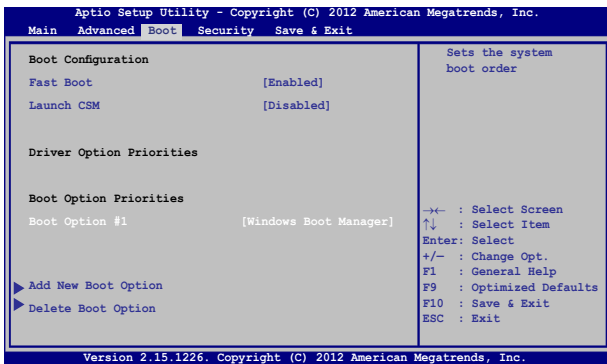 Aptio Setup Utility - Copyright (C) 2012 American Megatrends, Inc.
Main Advanced Boot Security Save & Exit
Boot Configuration
Fast Boot [Enabled]
Launch CSM [Disabled]
Driver Option Priorities
Boot Option Priorities
Boot Option #1 [Windows Boot Manager]
Add New Boot Option
Delete Boot Option
Sets the system
boot order
→← : Select Screen
↑↓ : Select Item
Enter: Select
+/— : Change Opt.
F1 : General Help
F9 : Optimized Defaults
F10 : Save & Exit
ESC : Exit
Version 2.15.1226. Copyright (C) 2012 American Megatrends, Inc.